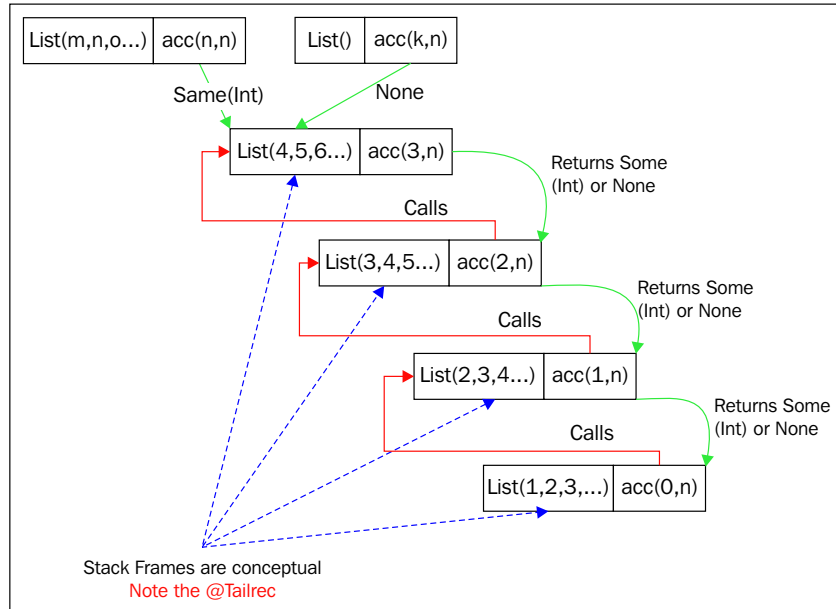 List(m,n,o...) acc(n,n)
List() acc(k,n)
Same(Int)
None
List(4,5,6...) acc(3,n)
Returns Some
(Int) or None
Calls
List(3,4,5...) acc(2,n)
Returns Some
(Int) or None
Calls
List(2,3,4...) acc(1,n)
Returns Some
(Int) or None
Calls
List(1,2,3,...) acc(0,n)
Stack Frames are conceptual
Note the @Tailrec